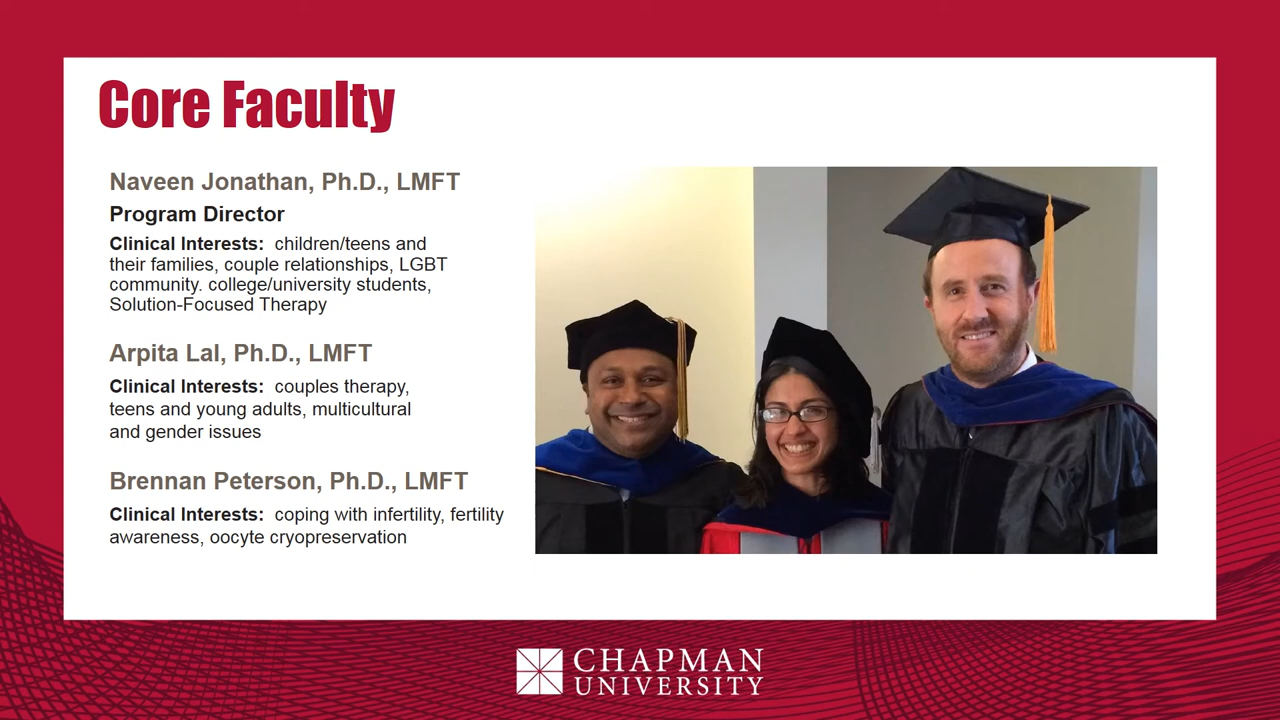 Core Faculty
Naveen Jonathan, Ph.D., LMFT
Program Director
Clinical Interests: children/teens and
their families, couple relationships, LGBT
community. college/university students,
Solution-Focused Therapy
Arpita Lal, Ph.D., LMFT
Clinical Interests: couples therapy,
teens and young adults, multicultural
and gender issues
Brennan Peterson, Ph.D., LMFT
Clinical Interests: coping with infertility, fertility
awareness, oocyte cryopreservation
CHAPMAN
UNIVERSITY